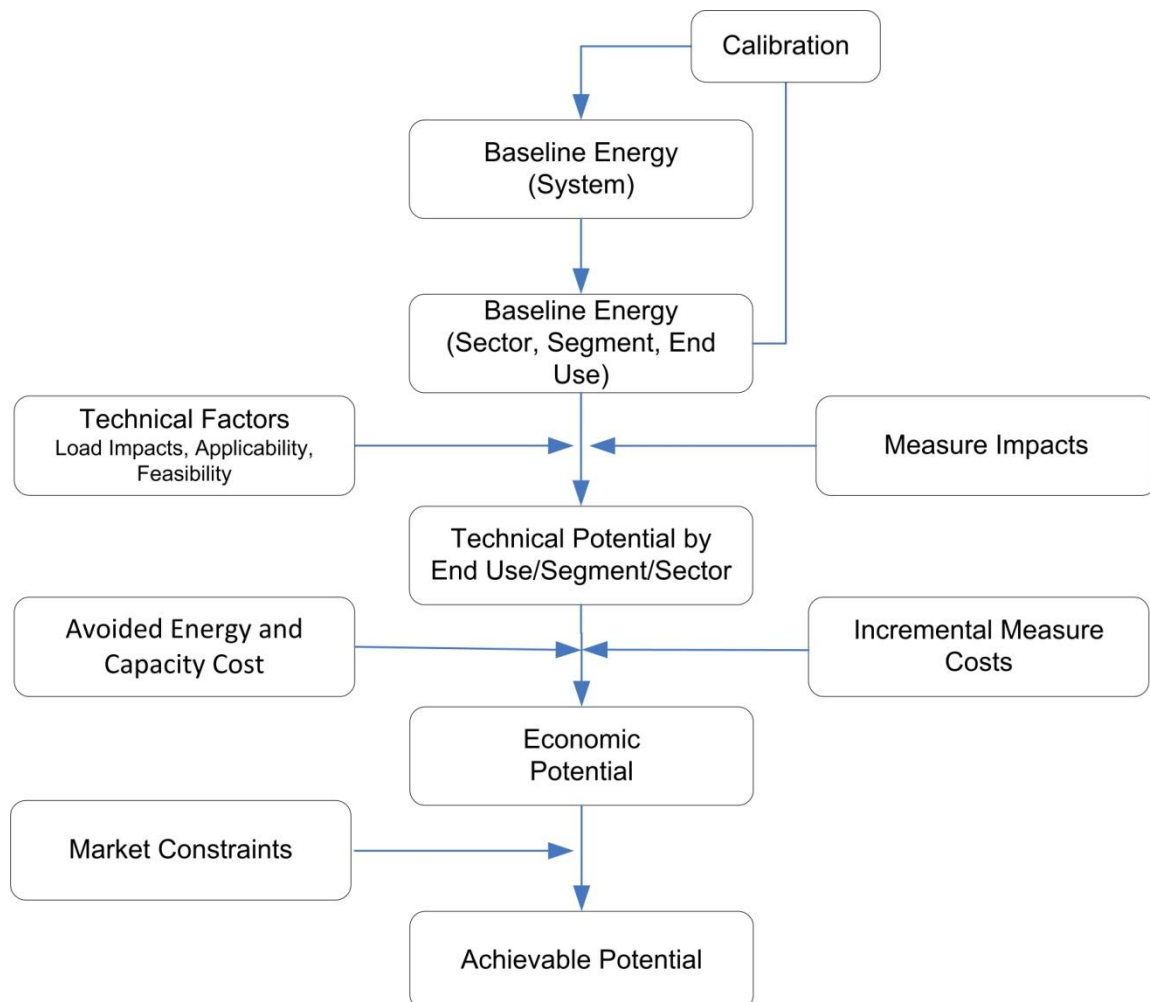 Calibration
Baseline Energy
(System)
Baseline Energy
(Sector, Segment, End
Use)
Technical Factors
Load Impacts, Applicability,
Feasibility
Measure Impacts
Technical Potential by
End Use/Segment/Sector
Avoided Energy and
Capacity Cost
Incremental Measure
Costs
Economic
Potential
Market Constraints
Achievable Potential